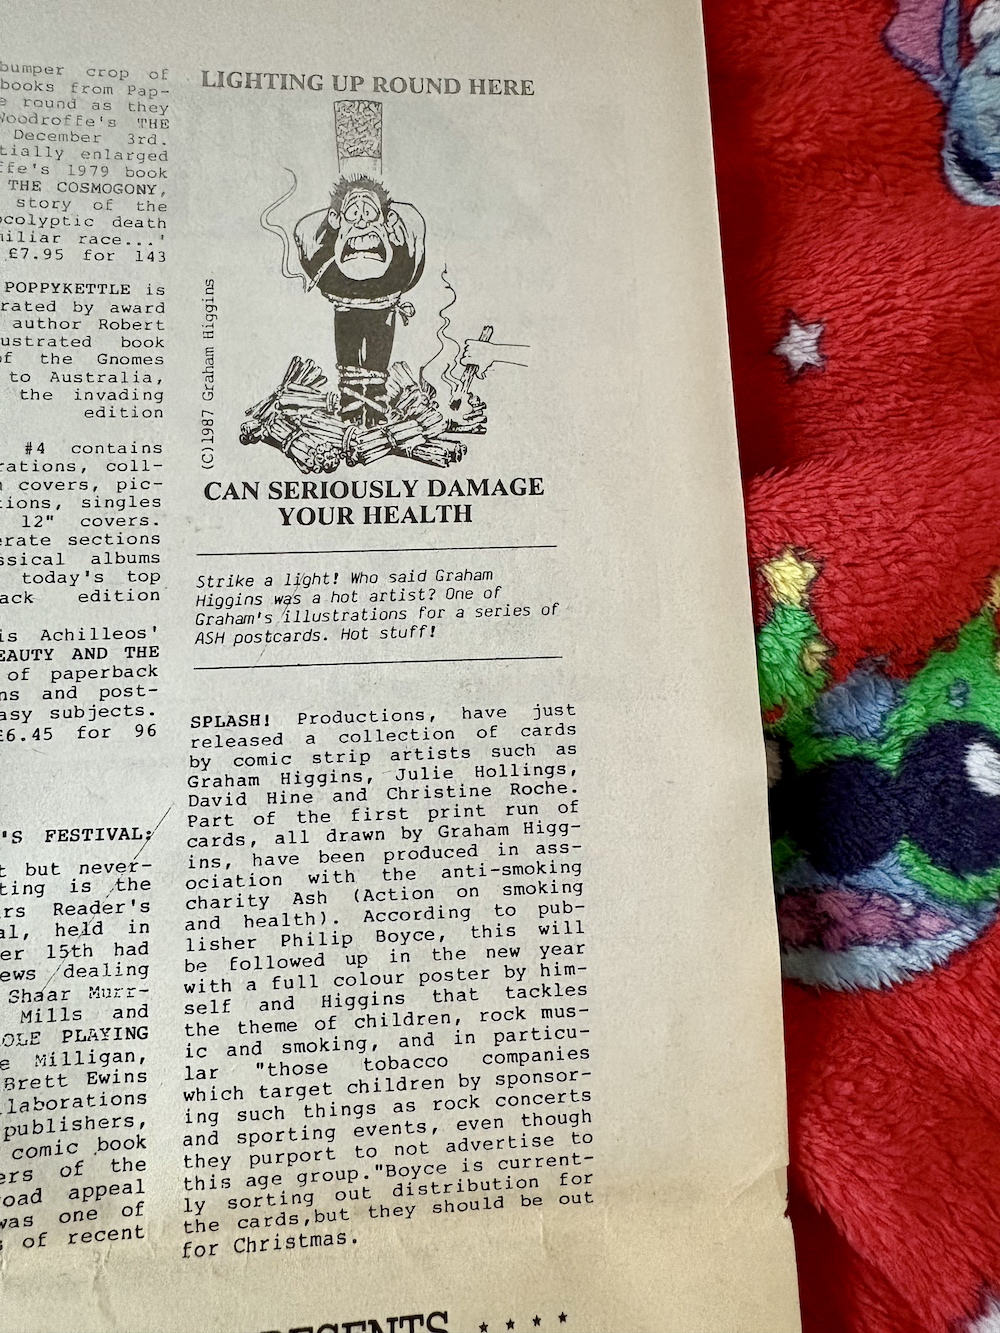 bumper crop of
books from Pap-
e round as they
Woodroffe's THE
December 3rd.
tially enlarged
ffe's 1979 book
THE COSMOGONY,
story of the
ocolyptic death
miliar race...'
£7.95 for 143
POPPYKETTLE is
rated by award
author Robert
ustrated book
of the Gnomes
to Australia,
the invading
edition
#4 contains
rations, coll-
n covers, pic-
tions, singles
12" covers.
erate sections
ssical albums
today's top
ack edition
is Achilleos'
EAUTY AND THE
of paperback
ns and post-
asy subjects.
£6.45 for 96
'S FESTIVAL:
t but never-
ting is the
rs Reader's
al, held in
er 15th had
ews dealing
Shaar Murr-
Mills and
ROLE PLAYING
e Milligan,
Brett Ewins
llaborations
publishers,
comic book
ers of the
road appeal
was one of
s of recent
LIGHTING UP ROUND HERE
(C)1987 Graham Higgins
CAN SERIOUSLY DAMAGE
YOUR HEALTH
Strike a light! Who said Graham
Higgins was a hot artist? One of
Graham's illustrations for a series of
ASH postcards. Hot stuff!
SPLASH! Productions, have just
released a collection of cards
by comic strip artists such as
Graham Higgins, Julie Hollings,
David Hine and Christine Roche.
Part of the first print run of
cards, all drawn by Graham Higg-
ins, have been produced in ass-
ociation with the anti-smoking
charity Ash (Action on smoking
and health). According to pub-
lisher Philip Boyce, this will
be followed up in the new year
with a full colour poster by him-
self and Higgins that tackles
the theme of children, rock mus-
ic and smoking, and in particu-
lar "those tobacco companies
which target children by sponsor-
ing such things as rock concerts
and sporting events, even though
they purport to not advertise to
this age group."Boyce is current-
ly sorting out distribution for
the cards,but they should be out
for Christmas.
ESENTS ★ ★ ★ ★